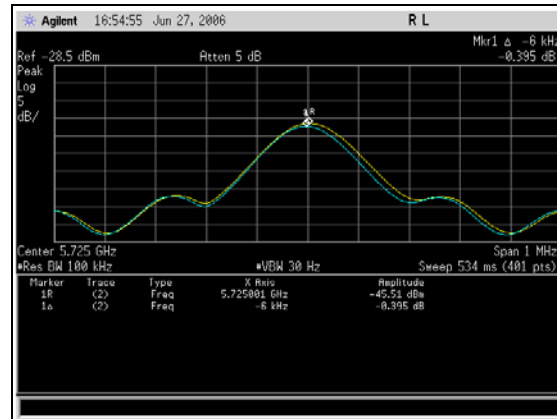 Agilent 16:54:55 Jun 27, 2006 R L
Mkr1 Δ -6 kHz
Ref -28.5 dBm Atten 5 dB -0.395 dB
Peak
Log
5
dB/
1R
Center 5.725 GHz Span 1 MHz
#Res BW 100 kHz #VBW 30 Hz Sweep 534 ms (401 pts)
Marker Trace Type X Axis Amplitude
1R (2) Freq 5.725001 GHz -45.51 dBm
1Δ (2) Freq -6 kHz -0.395 dB